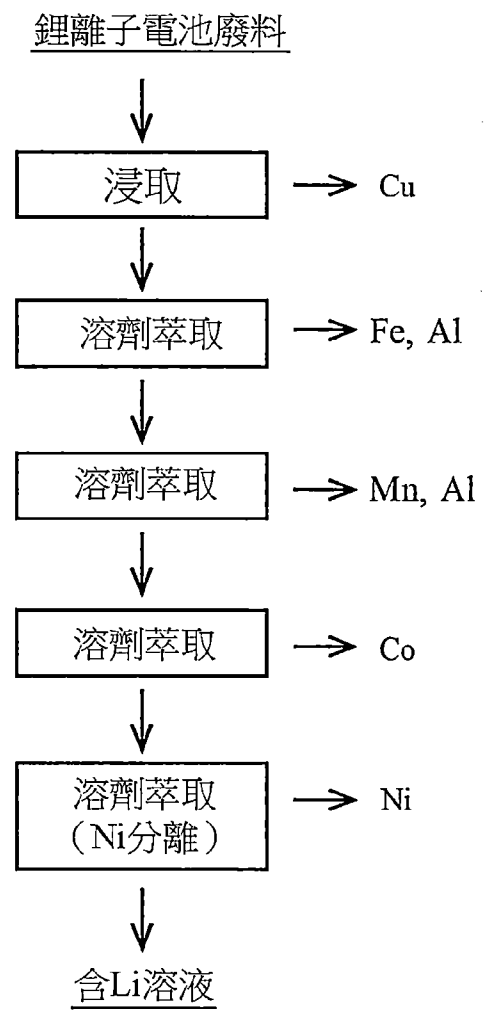 鋰離子電池廢料
浸取
Cu
溶劑萃取
Fe, Al
溶劑萃取
Mn, Al
溶劑萃取
Co
溶劑萃取
(Ni分離)
Ni
含Li溶液